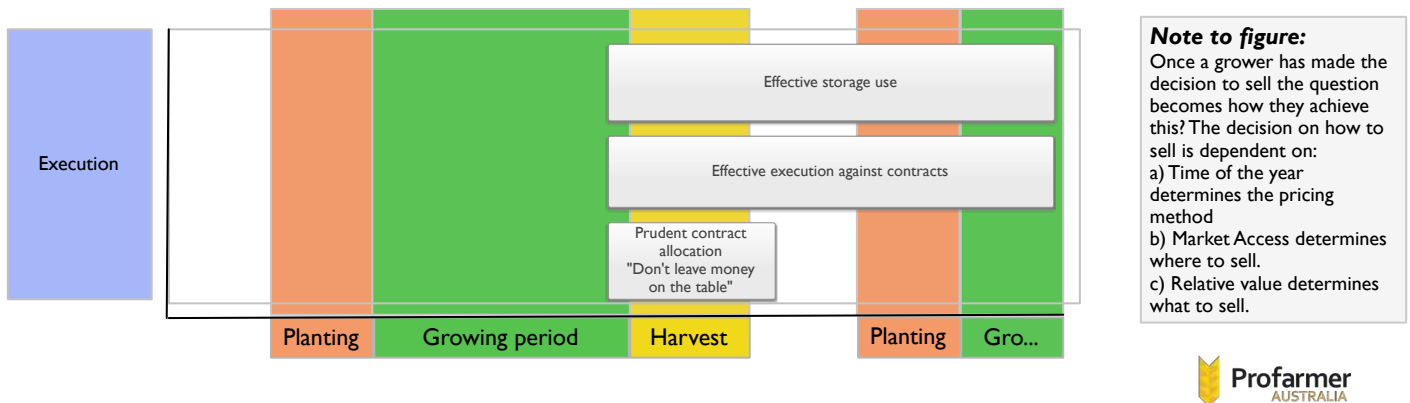 Execution
Effective storage use
Effective execution against contracts
Prudent contract
allocation
"Don't leave money
on the table"
Planting
Growing period
Harvest
Planting
Gro...
Note to figure:
Once a grower has made the
decision to sell the question
becomes how they achieve
this? The decision on how to
sell is dependent on:
a) Time of the year
determines the pricing
method
b) Market Access determines
where to sell.
c) Relative value determines
what to sell.
Profarmer
AUSTRALIA